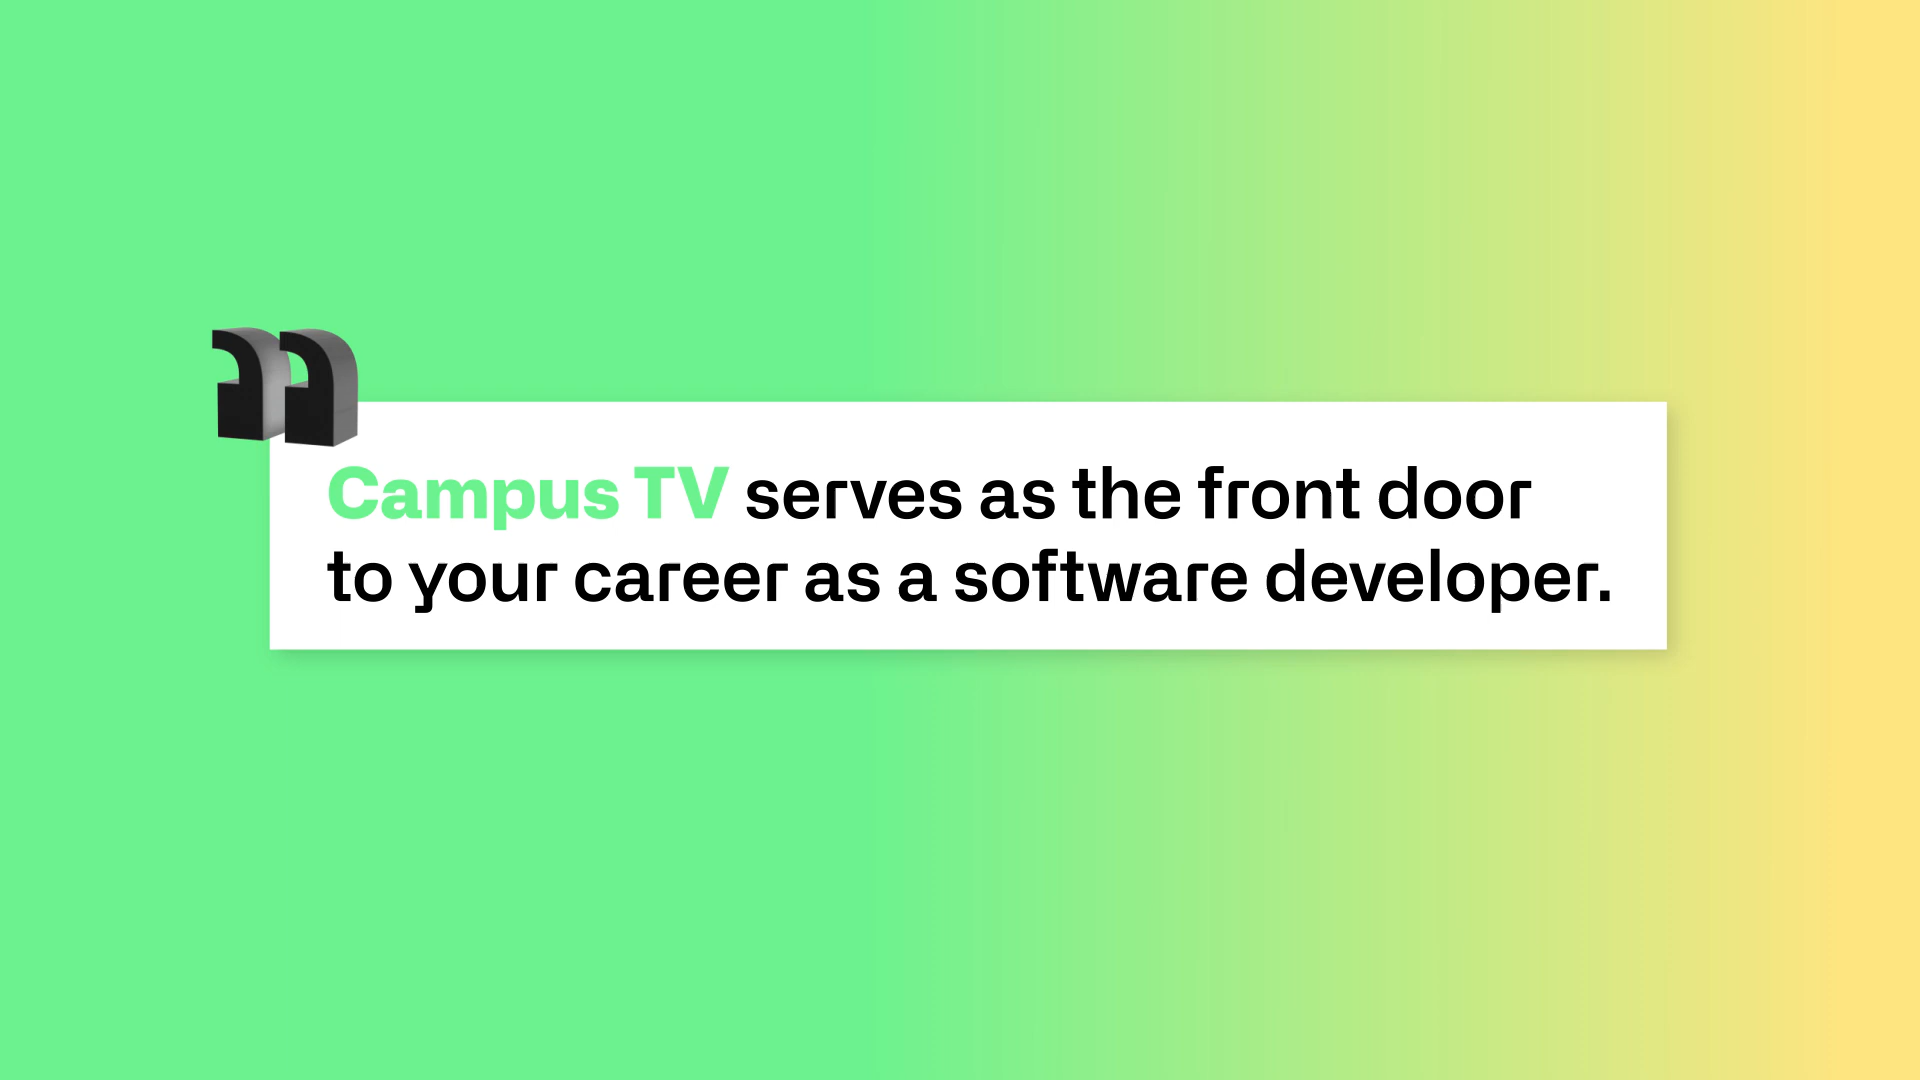 Campus TV serves as the front door
to your career as a software developer.